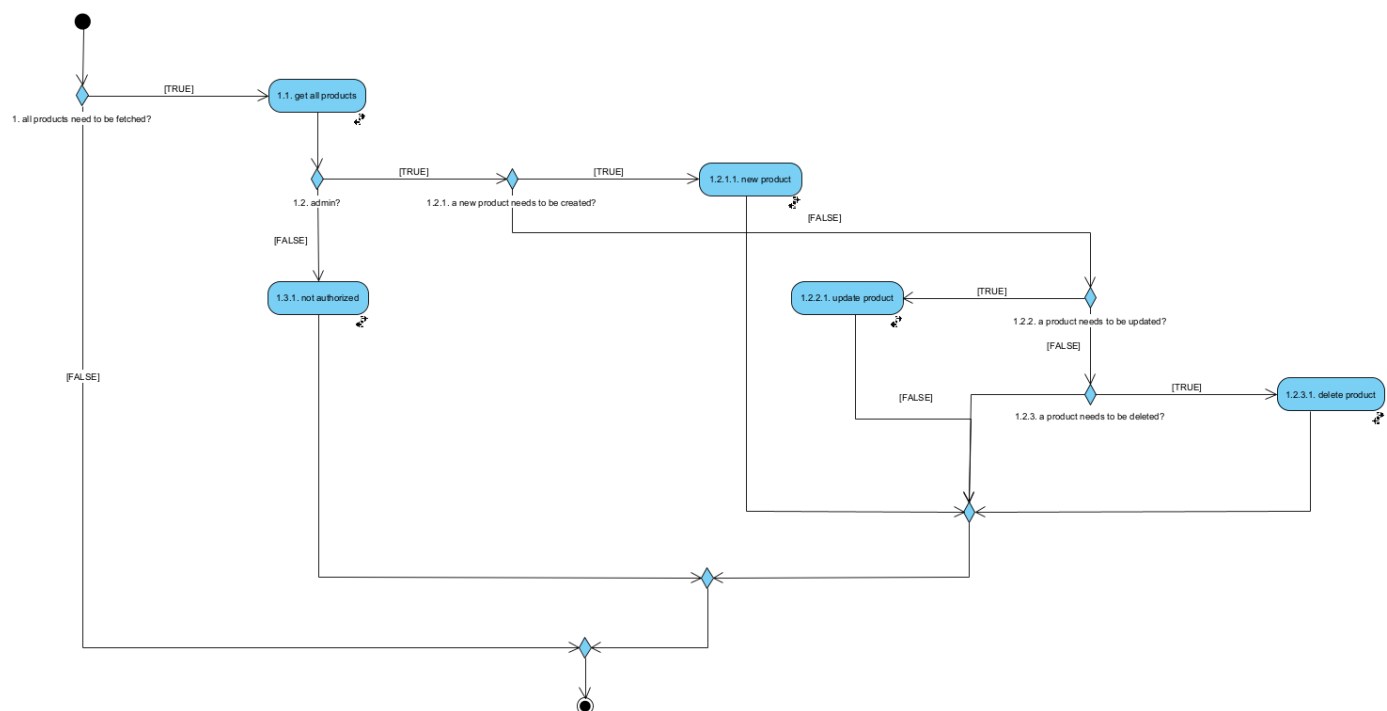 [TRUE]
1.1. get all products
1. all products need to be fetched?
[TRUE]
[TRUE]
1.2.1.1. new product
1.2. admin?
1.2.1. a new product needs to be created?
[FALSE]
[FALSE]
1.3.1. not authorized
1.2.2.1. update product
[TRUE]
1.2.2. a product needs to be updated?
[FALSE]
[FALSE]
[FALSE]
[TRUE]
1.2.3.1. delete product
1.2.3. a product needs to be deleted?